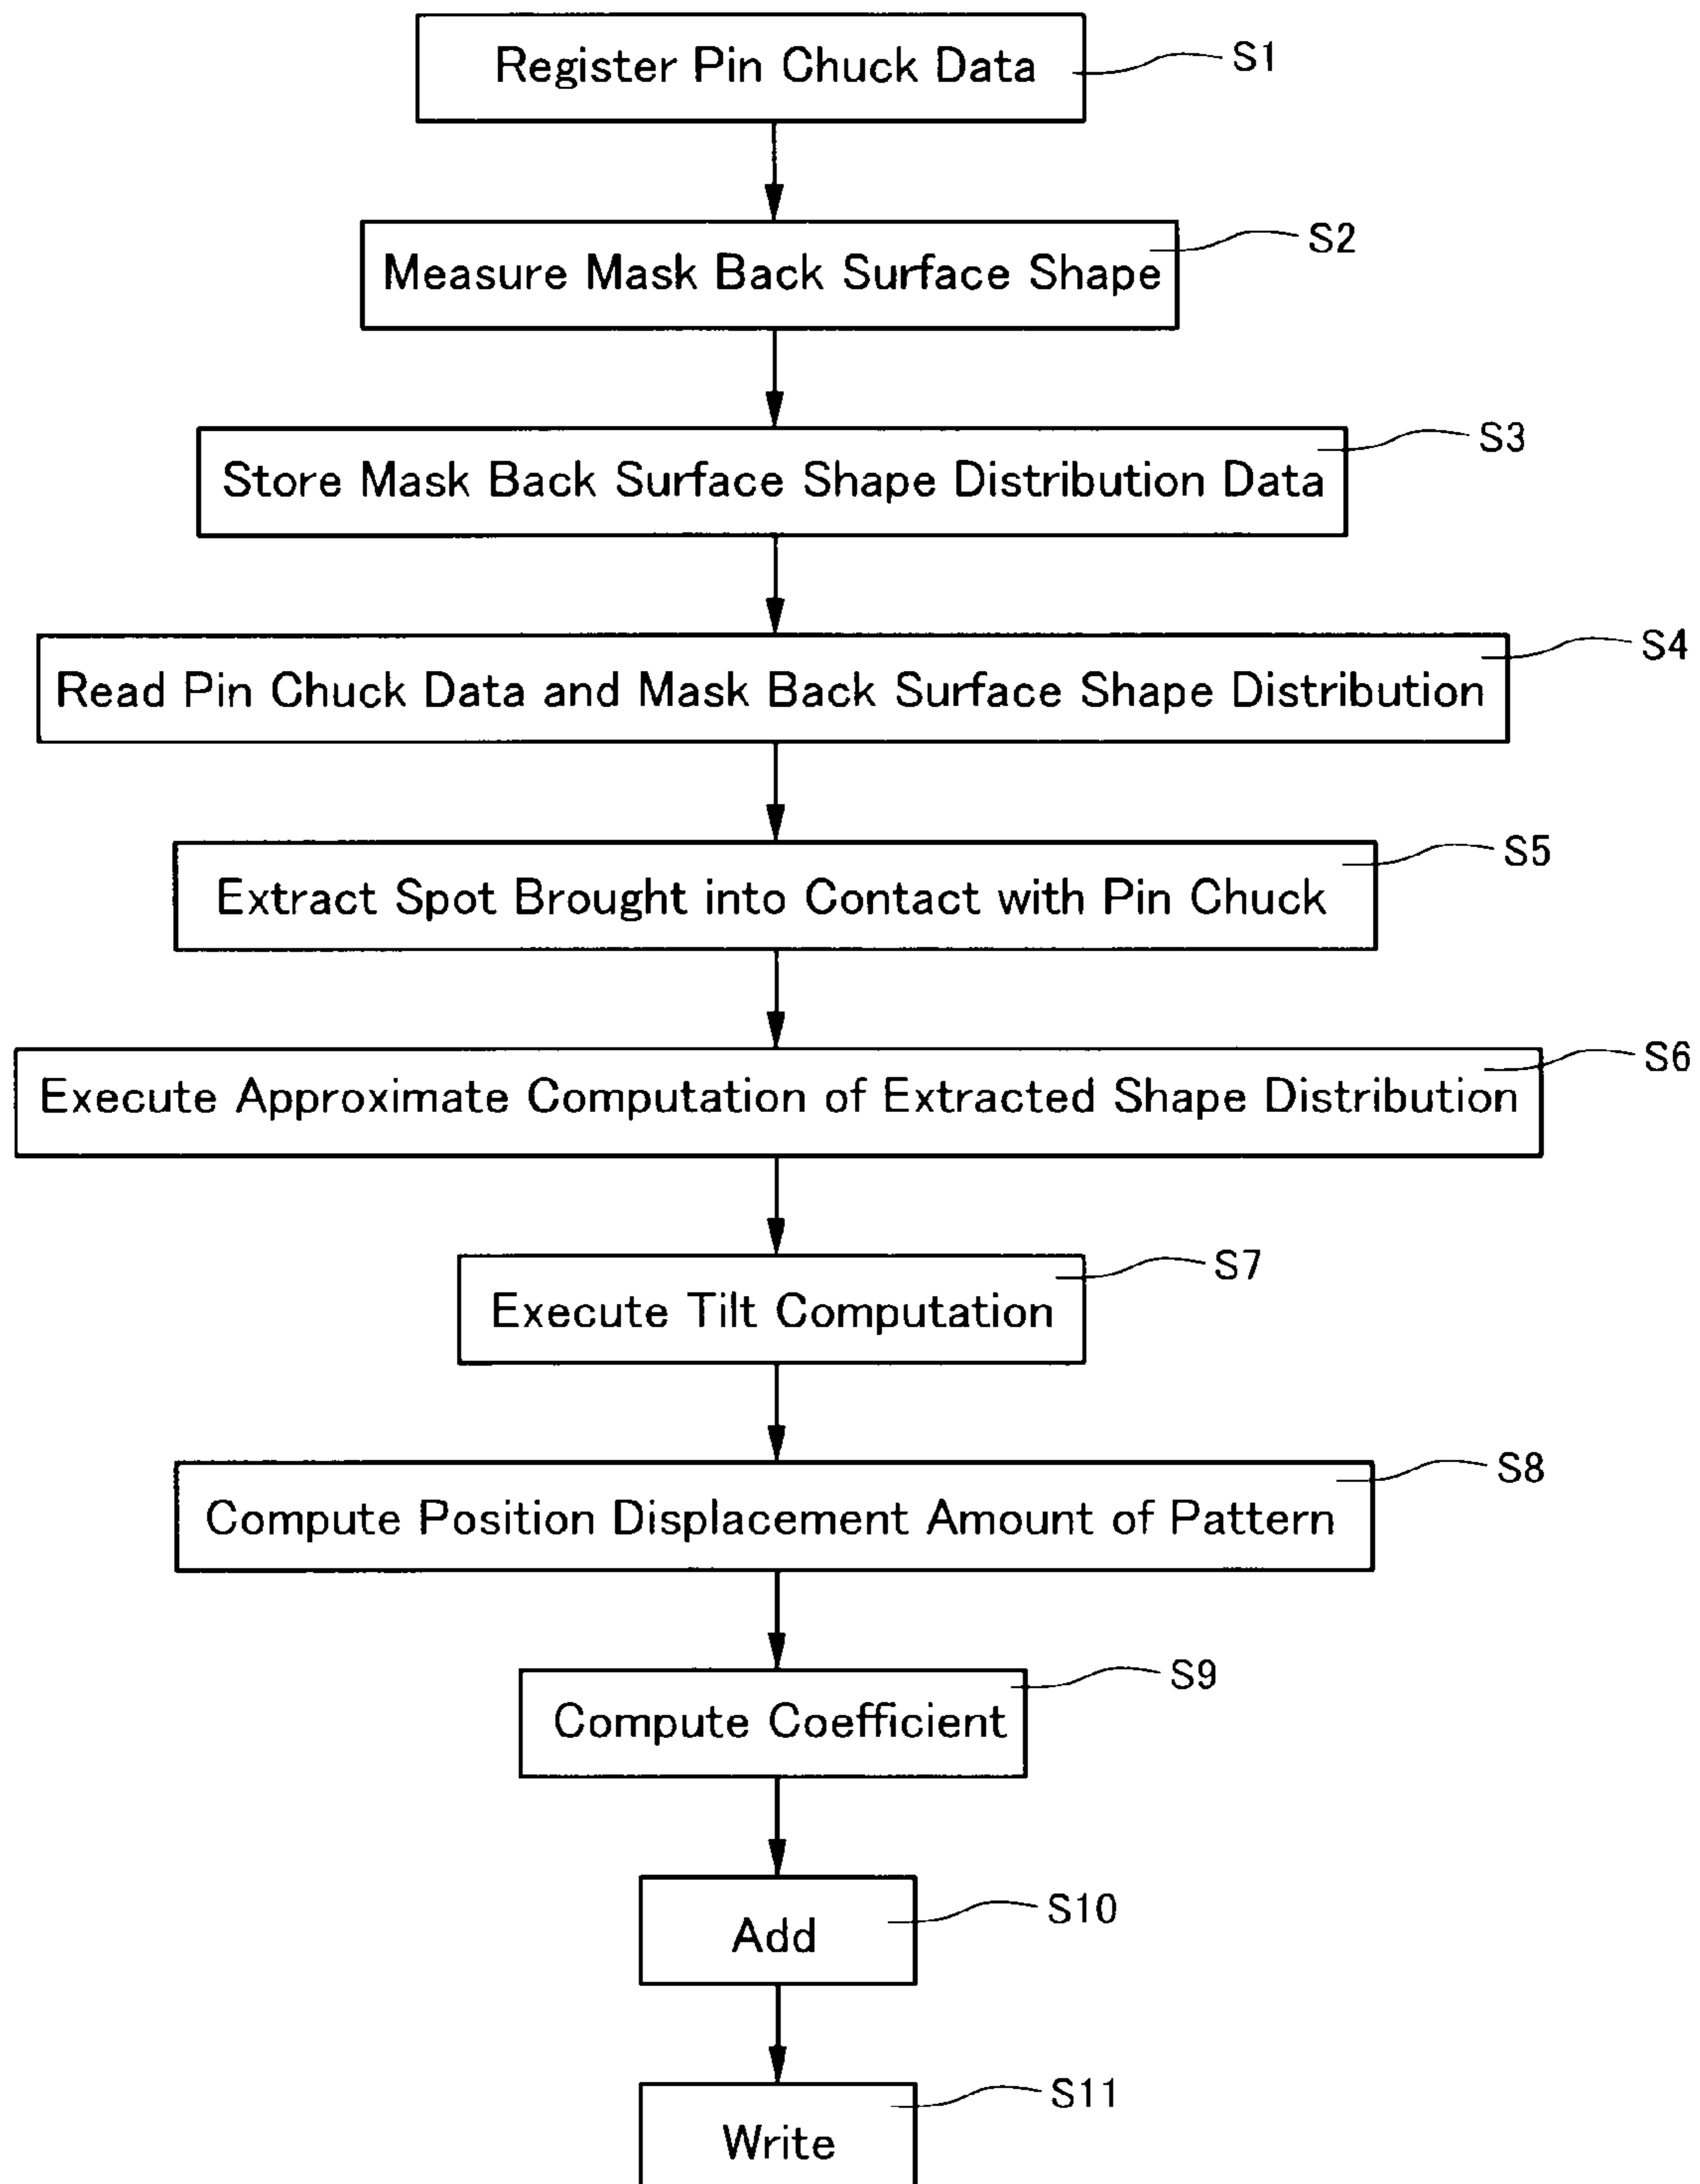 Register Pin Chuck Data
S1
Measure Mask Back Surface Shape
S2
Store Mask Back Surface Shape Distribution Data
S3
Read Pin Chuck Data and Mask Back Surface Shape Distribution
S4
Extract Spot Brought into Contact with Pin Chuck
S5
Execute Approximate Computation of Extracted Shape Distribution
S6
Execute Tilt Computation
S7
Compute Position Displacement Amount of Pattern
S8
Compute Coefficient
S9
Add
S10
Write
S11